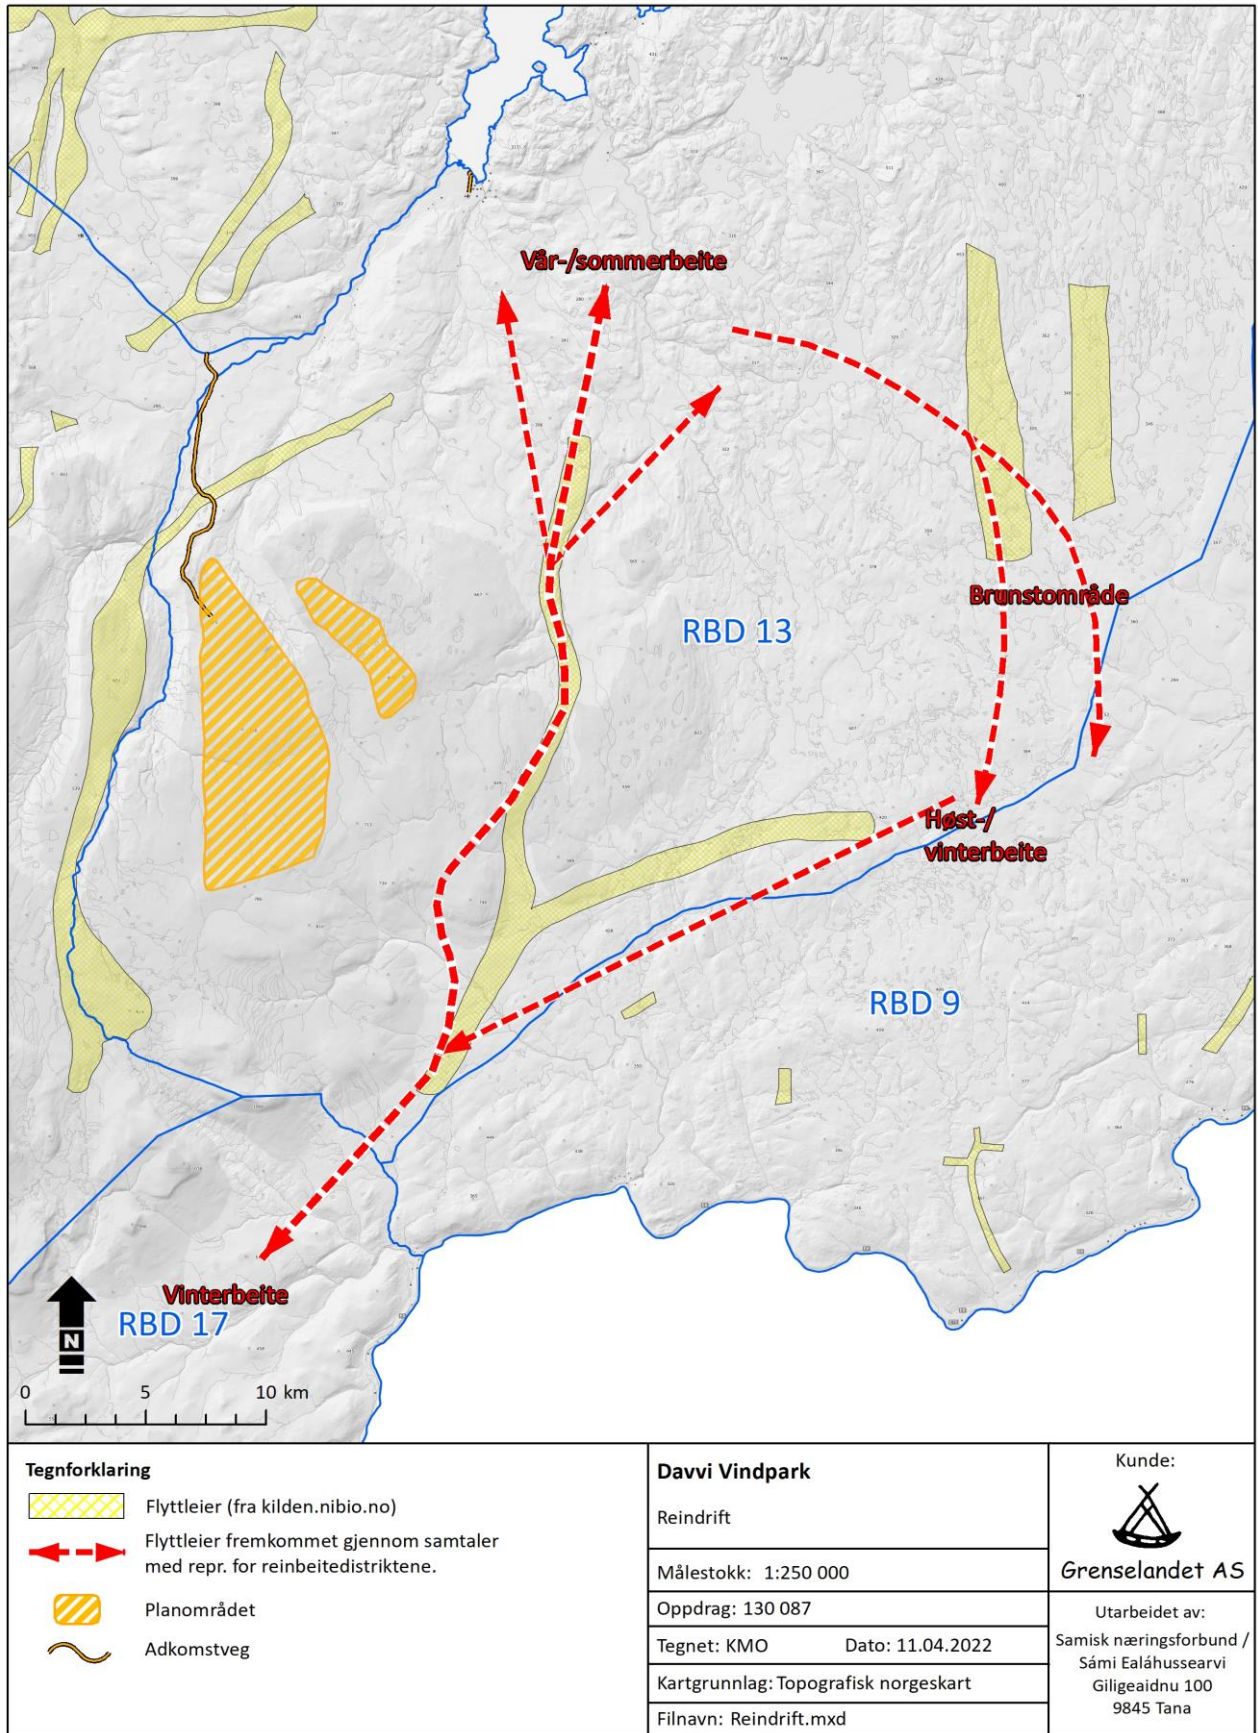 Vår-/sommerbeite
Brunstområde
RBD 13
Høst-/
vinterbeite
RBD 9
Vinterbeite
RBD 17
N
0 5 10 km
Tegnforklaring
Flyttleier (fra kilden.nibio.no)
Flyttleier fremkommet gjennom samtaler
med repr. for reinbeitedistriktene.
Planområdet
Adkomstveg
Davvi Vindpark
Reindrift
Målestokk: 1:250 000
Oppdrag: 130 087
Tegnet: KMO Dato: 11.04.2022
Kartgrunnlag: Topografisk norgeskart
Filnavn: Reindrift.mxd
Kunde:
Grenselandet AS
Utarbeidet av:
Samisk næringsforbund /
Sámi Ealáhussearvi
Giligeaidnu 100
9845 Tana